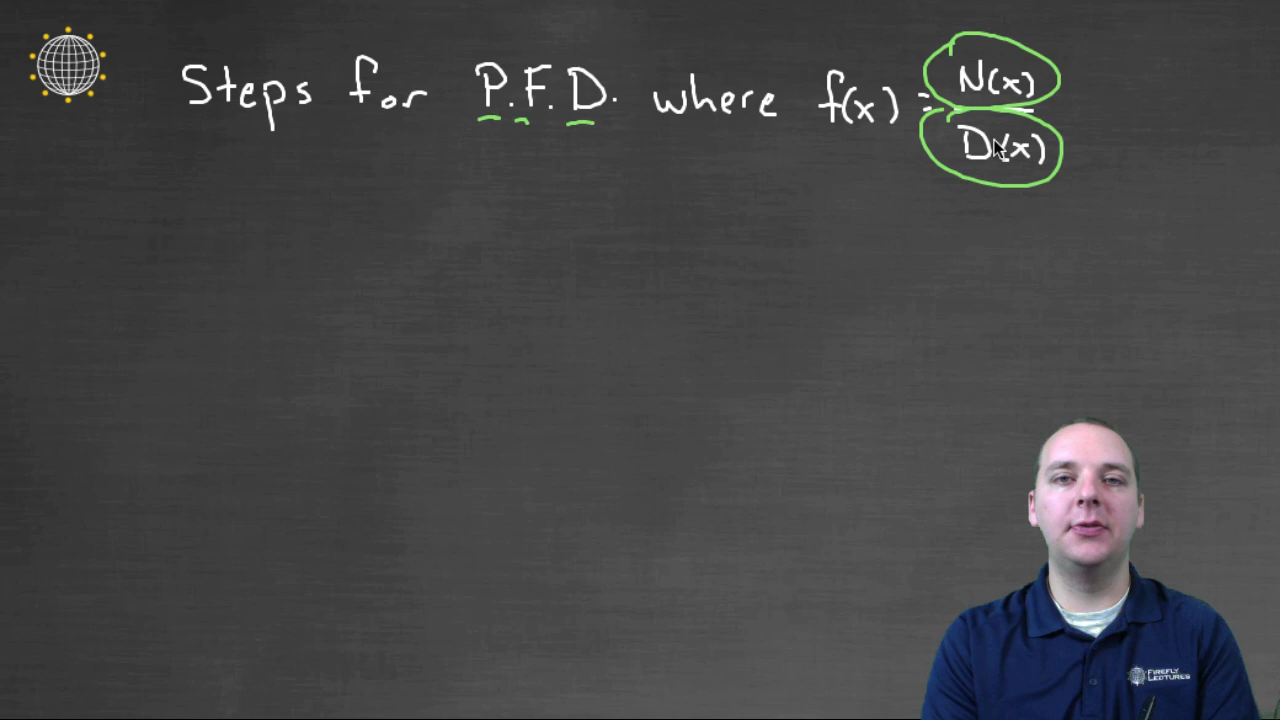 Steps for P.F.D. where f(x) = N(x)
D(x)
FIREFLY
LECTURES